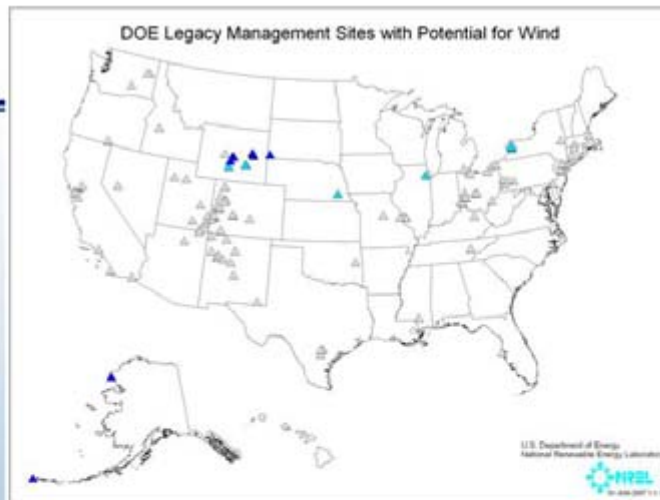 DOE Legacy Management Sites with Potential for Wind
U.S. Department of Energy
National Renewable Energy Laborator
NREL